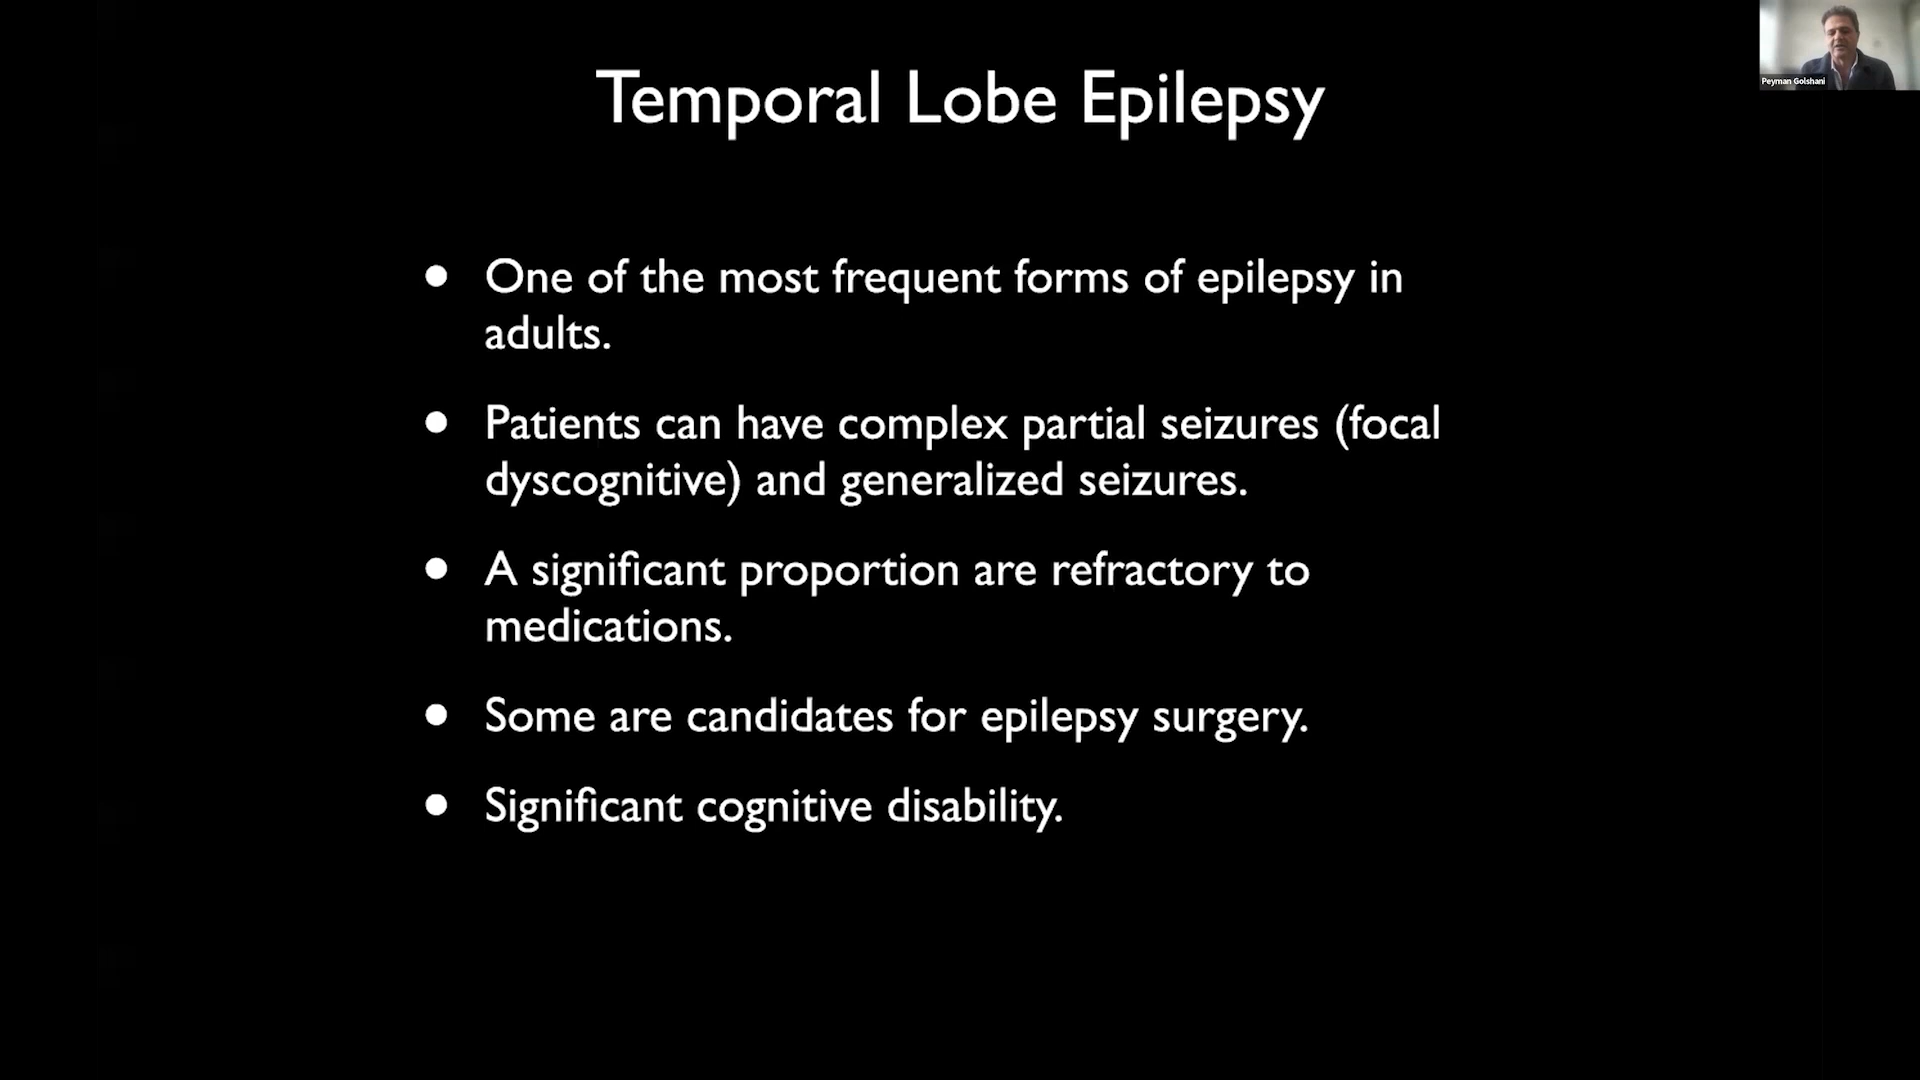 Temporal Lobe Epilepsy
Peyman Golshani
● One of the most frequent forms of epilepsy in
adults.
● Patients can have complex partial seizures (focal
dyscognitive) and generalized seizures.
● A significant proportion are refractory to
medications.
● Some are candidates for epilepsy surgery.
● Significant cognitive disability.